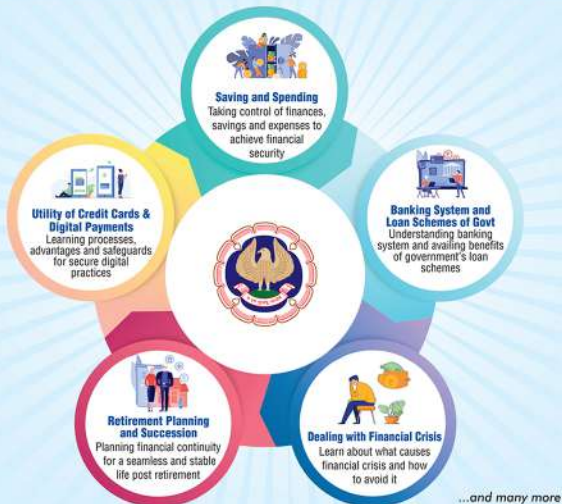 Saving and Spending
Taking control of finances,
savings and expenses to
achieve financial
security
Banking System and
Loan Schemes of Govt
Understanding banking
system and availing benefits
of government's loan
schemes
Dealing with Financial Crisis
Learn about what causes
financial crisis and how
to avoid it
Retirement Planning
and Succession
Planning financial continuity
for a seamless and stable
life post retirement
Utility of Credit Cards &
Digital Payments
Learning processes,
advantages and safeguards
for secure digital
practices
...and many more